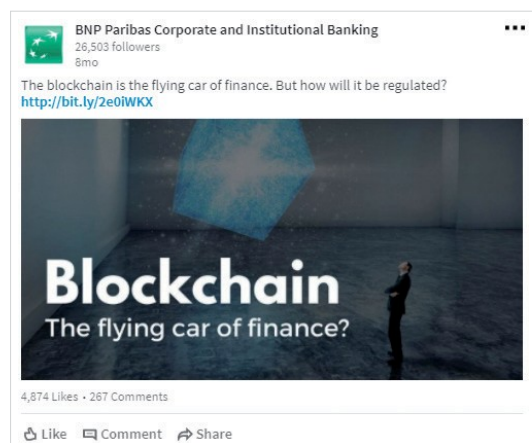 BNP Paribas Corporate and Institutional Banking
26,503 followers
8mo
The blockchain is the flying car of finance. But how will it be regulated?
http://bit.ly/2e0iWKX
Blockchain
The flying car of finance?
4,874 Likes • 267 Comments
Like Comment Share